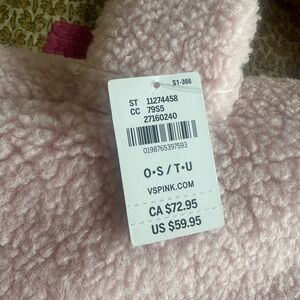 S1-366
ST 11274458
CC 79S5
27160240
0198765397593
O•S / T•U
VSPINK.COM
CA $72.95
US $59.95